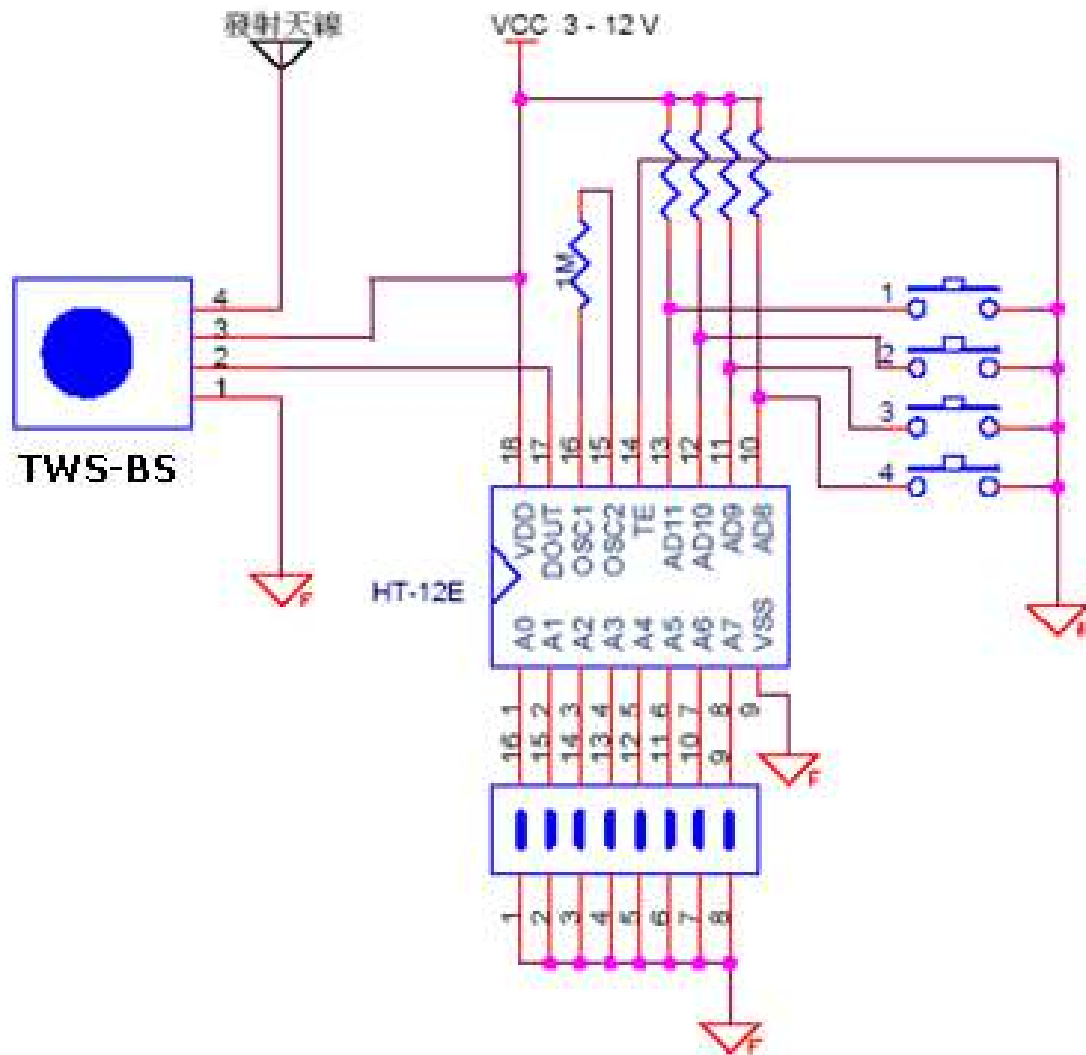 發射天線
VCC 3 - 12 V
4
3
2
1
TWS-BS
1M
1
2
3
4
18 17 16 15 14 13 12 11 10
VDD DOUT OSC1 OSC2 TE AD11 AD10 AD9 AD8
HT-12E
A0 A1 A2 A3 A4 A5 A6 A7 VSS
1 2 3 4 5 6 7 8 9
16 15 14 13 12 11 10 9
1 2 3 4 5 6 7 8
F
F
F